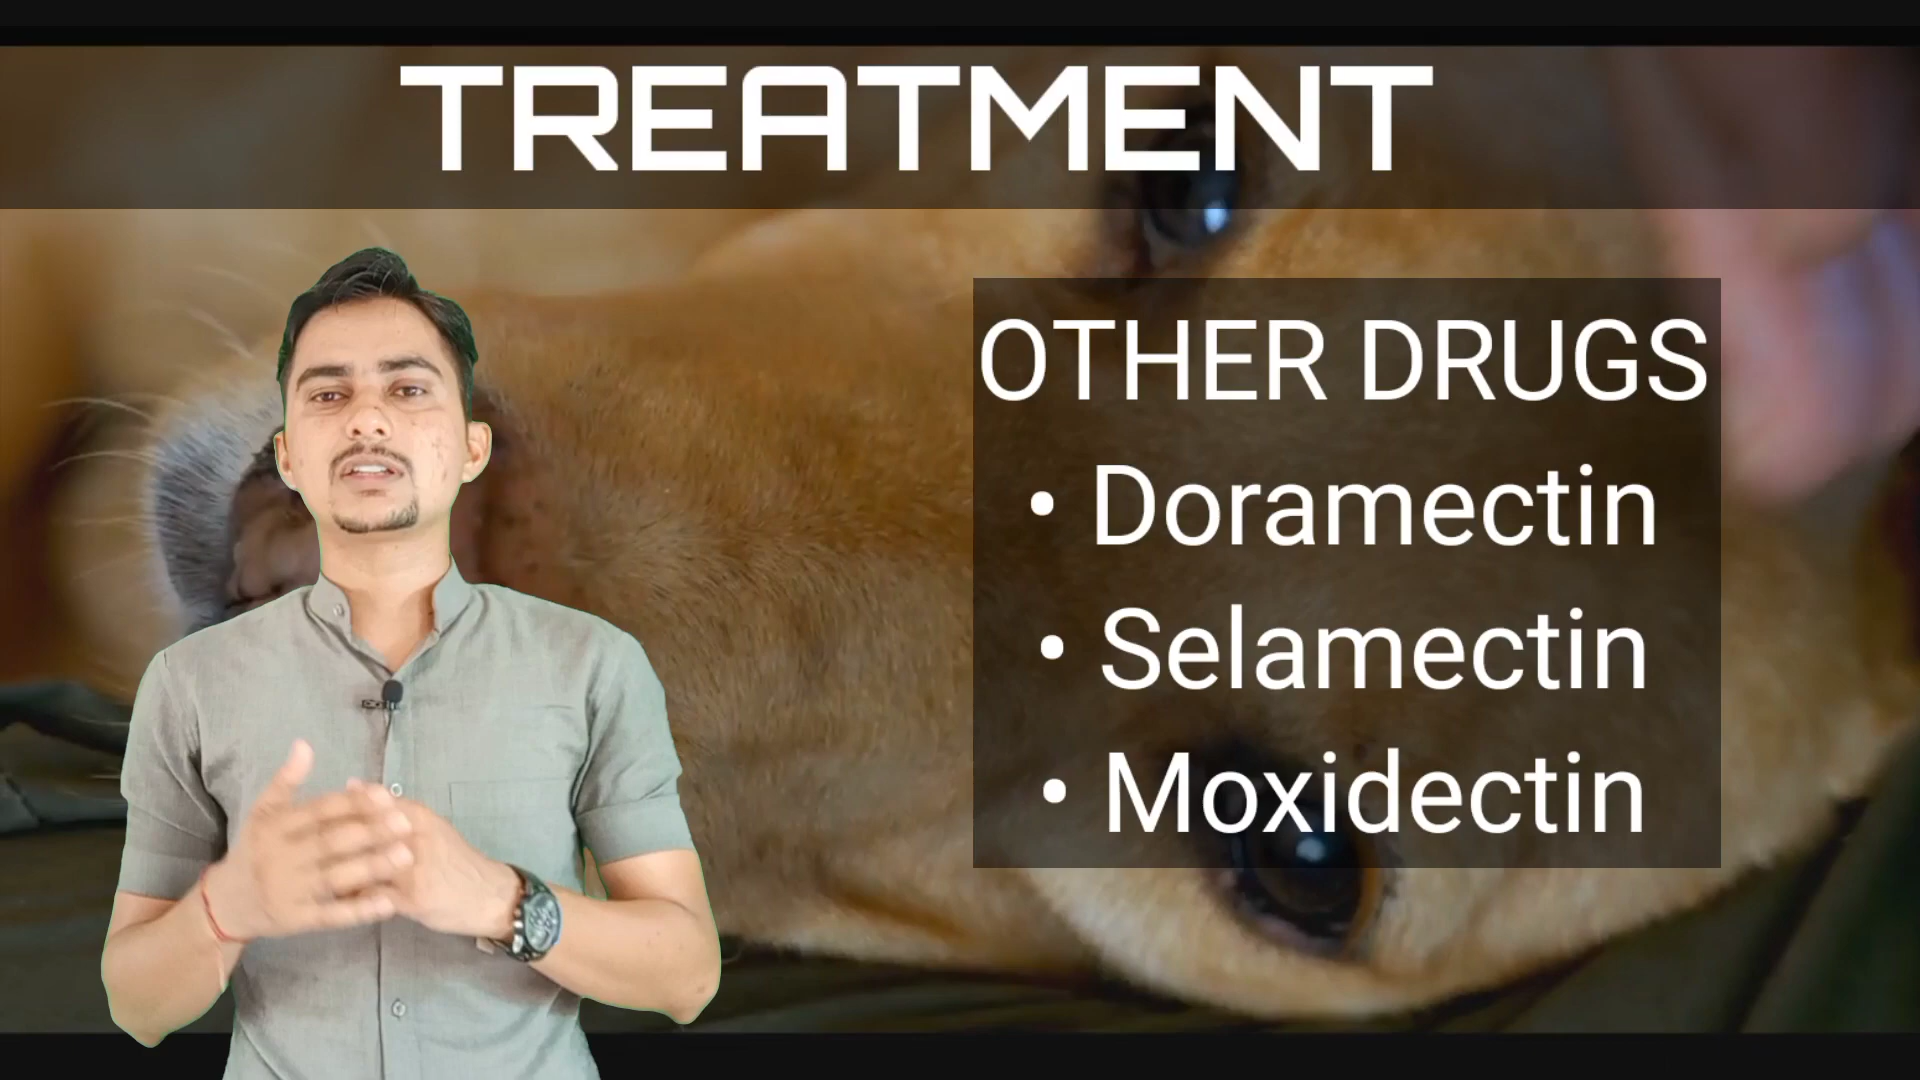 TREATMENT
OTHER DRUGS
• Doramectin
• Selamectin
• Moxidectin